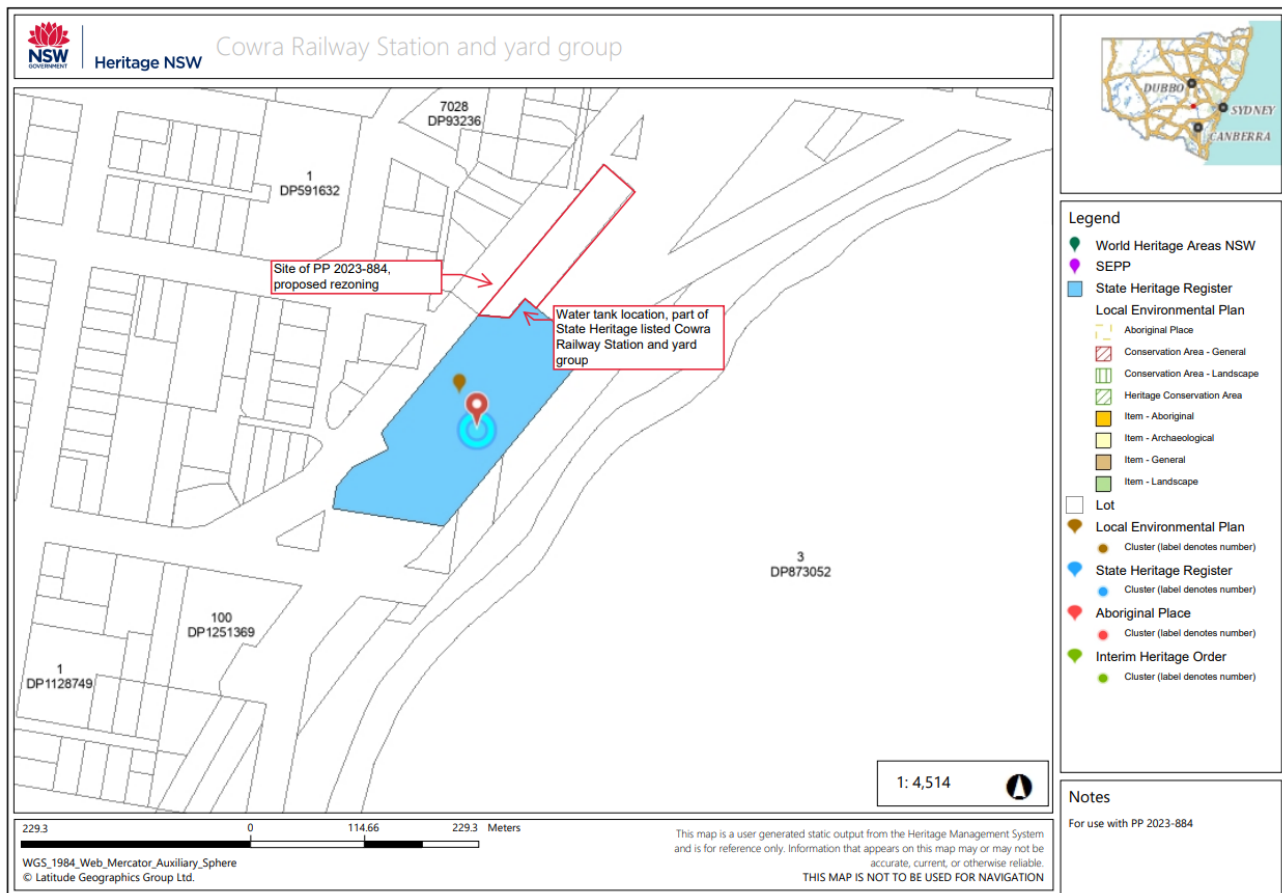 NSW
GOVERNMENT
Heritage NSW
Cowra Railway Station and yard group
7028
DP93236
1
DP591632
Site of PP 2023-884,
proposed rezoning
Water tank location, part of
State Heritage listed Cowra
Railway Station and yard
group
3
DP873052
100
DP1251369
1
DP1128749
1: 4,514
229.3
0
114.66
229.3
Meters
WGS_1984_Web_Mercator_Auxiliary_Sphere
© Latitude Geographics Group Ltd.
This map is a user generated static output from the Heritage Management System
and is for reference only. Information that appears on this map may or may not be
accurate, current, or otherwise reliable.
THIS MAP IS NOT TO BE USED FOR NAVIGATION
DUBBO
SYDNEY
CANBERRA
Legend
World Heritage Areas NSW
SEPP
State Heritage Register
Local Environmental Plan
Aboriginal Place
Conservation Area - General
Conservation Area - Landscape
Heritage Conservation Area
Item - Aboriginal
Item - Archaeological
Item - General
Item - Landscape
Lot
Local Environmental Plan
Cluster (label denotes number)
State Heritage Register
Cluster (label denotes number)
Aboriginal Place
Cluster (label denotes number)
Interim Heritage Order
Cluster (label denotes number)
Notes
For use with PP 2023-884